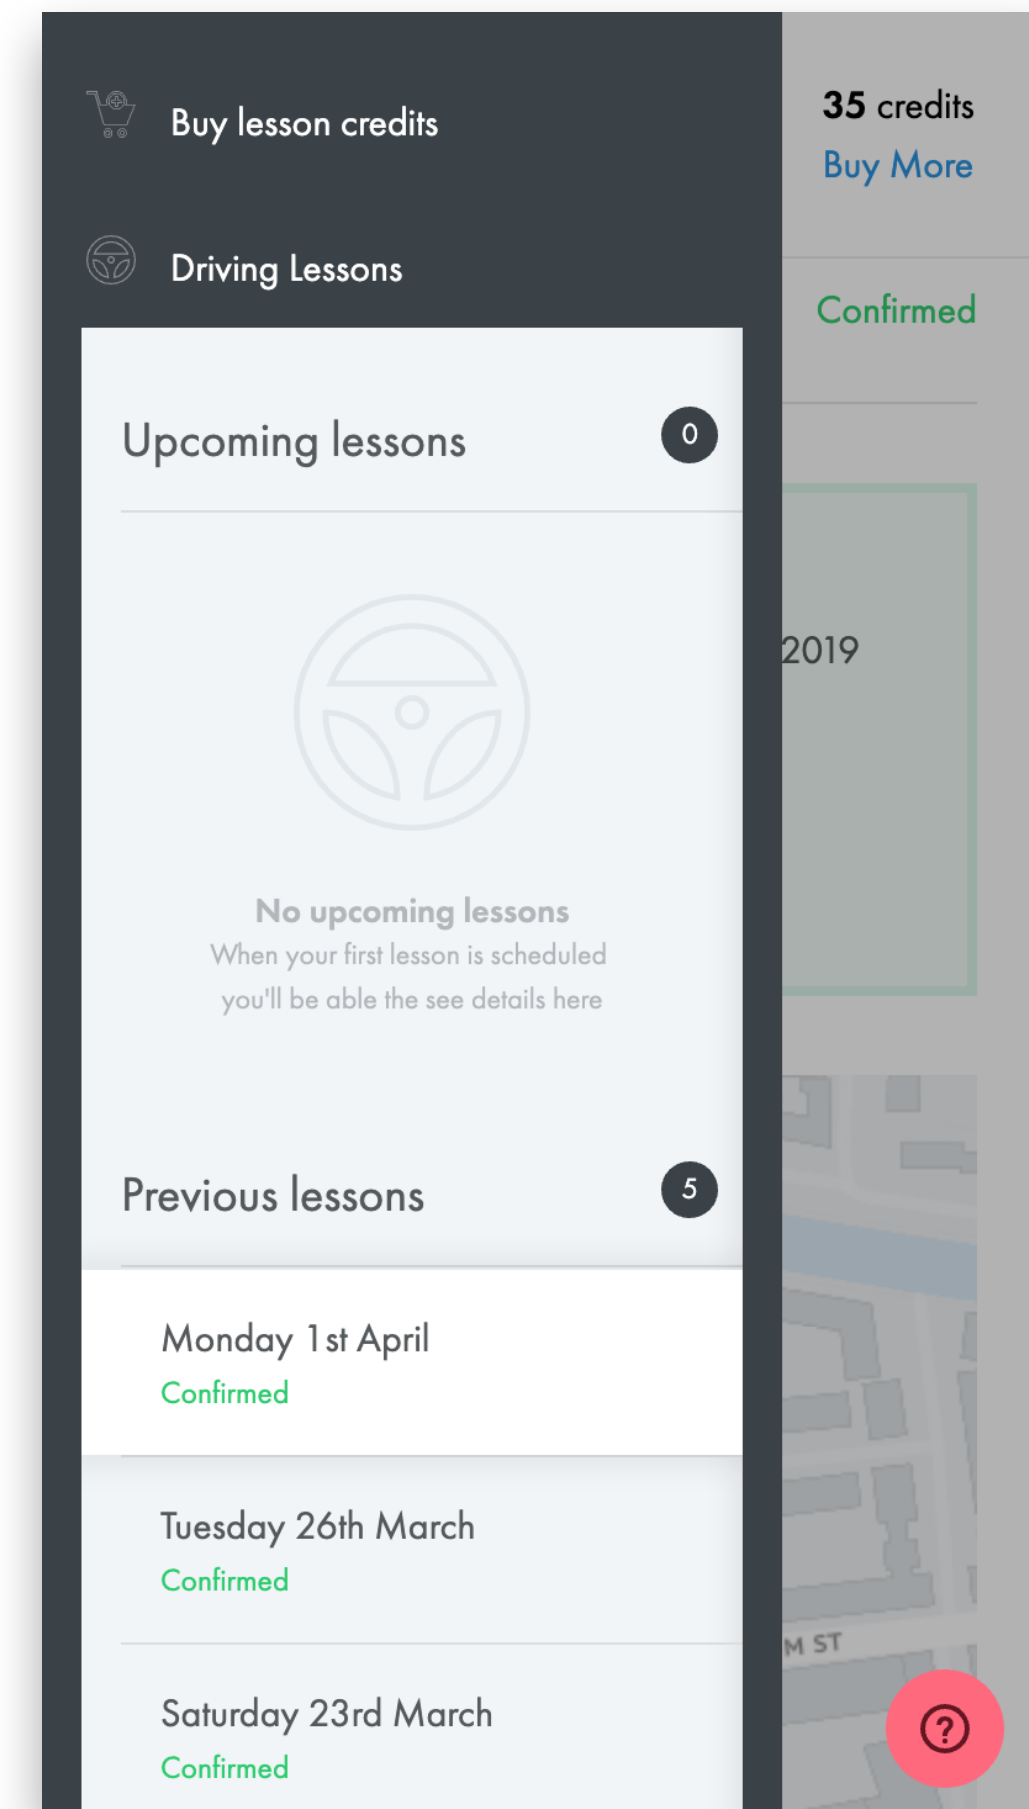 Buy lesson credits
Driving Lessons
Upcoming lessons
0
No upcoming lessons
When your first lesson is scheduled
you'll be able the see details here
Previous lessons
5
Monday 1st April
Confirmed
Tuesday 26th March
Confirmed
Saturday 23rd March
Confirmed
35 credits
Buy More
Confirmed
2019
M ST
?